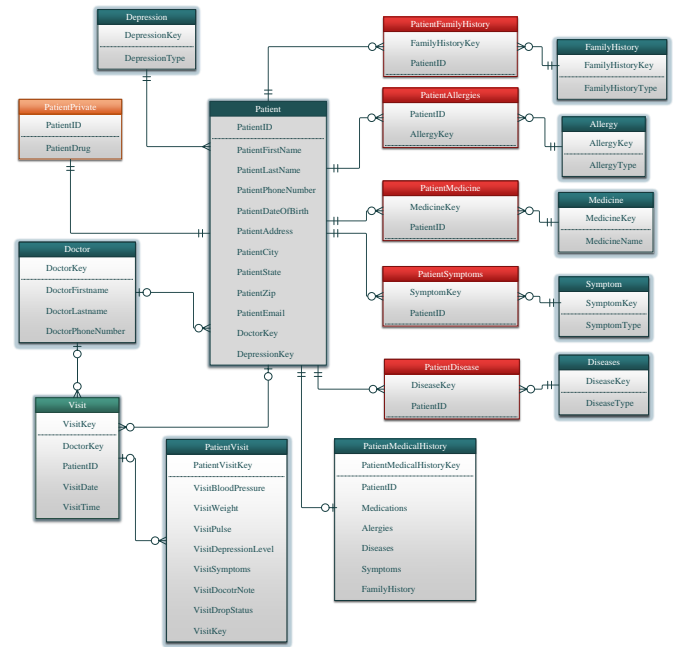 Depression
DepressionKey
DepressionType
PatientPrivate
PatientID
PatientDrug
Patient
PatientID
PatientFirstName
PatientLastName
PatientPhoneNumber
PatientDateOfBirth
PatientAddress
PatientCity
PatientState
PatientZip
PatientEmail
DoctorKey
DepressionKey
PatientFamilyHistory
FamilyHistoryKey
PatientID
FamilyHistory
FamilyHistoryKey
FamilyHistoryType
PatientAllergies
PatientID
AllergyKey
Allergy
AllergyKey
AllergyType
PatientMedicine
MedicineKey
PatientID
Medicine
MedicineKey
MedicineName
PatientSymptoms
SymptomKey
PatientID
Symptom
SymptomKey
SymptomType
PatientDisease
DiseaseKey
PatientID
Diseases
DiseaseKey
DiseaseType
Doctor
DoctorKey
DoctorFirstname
DoctorLastname
DoctorPhoneNumber
Visit
VisitKey
DoctorKey
PatientID
VisitDate
VisitTime
PatientVisit
PatientVisitKey
VisitBloodPressure
VisitWeight
VisitPulse
VisitDepressionLevel
VisitSymptoms
VisitDocotrNote
VisitDropStatus
VisitKey
PatientMedicalHistory
PatientMedicalHistoryKey
PatientID
Medications
Alergies
Diseases
Symptoms
FamilyHistory